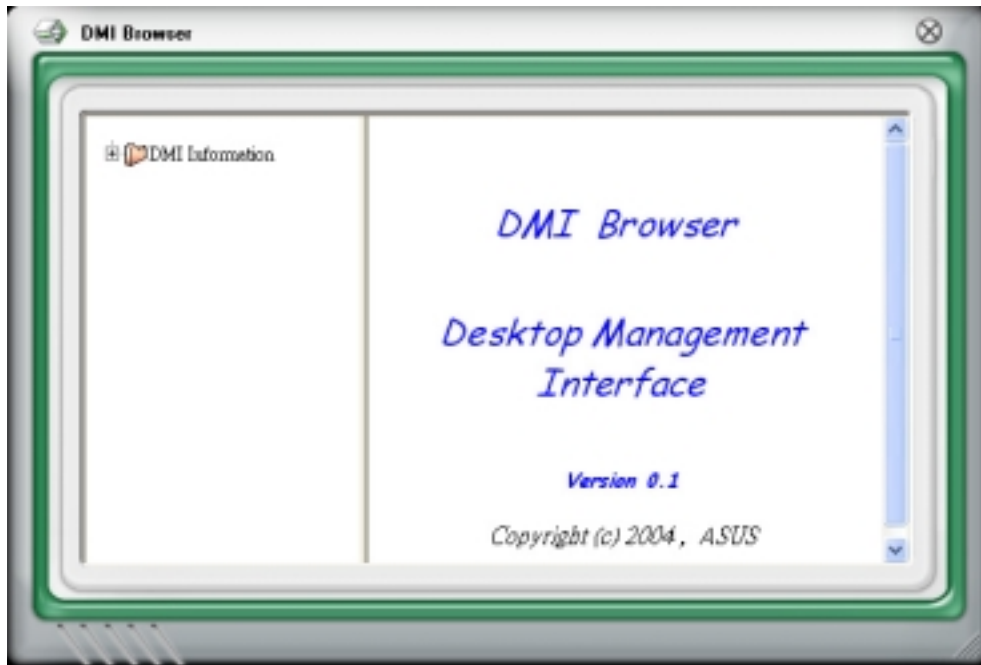 DMI Browser
DMI Information
DMI Browser
Desktop Management
Interface
Version 0.1
Copyright (c) 2004, ASUS